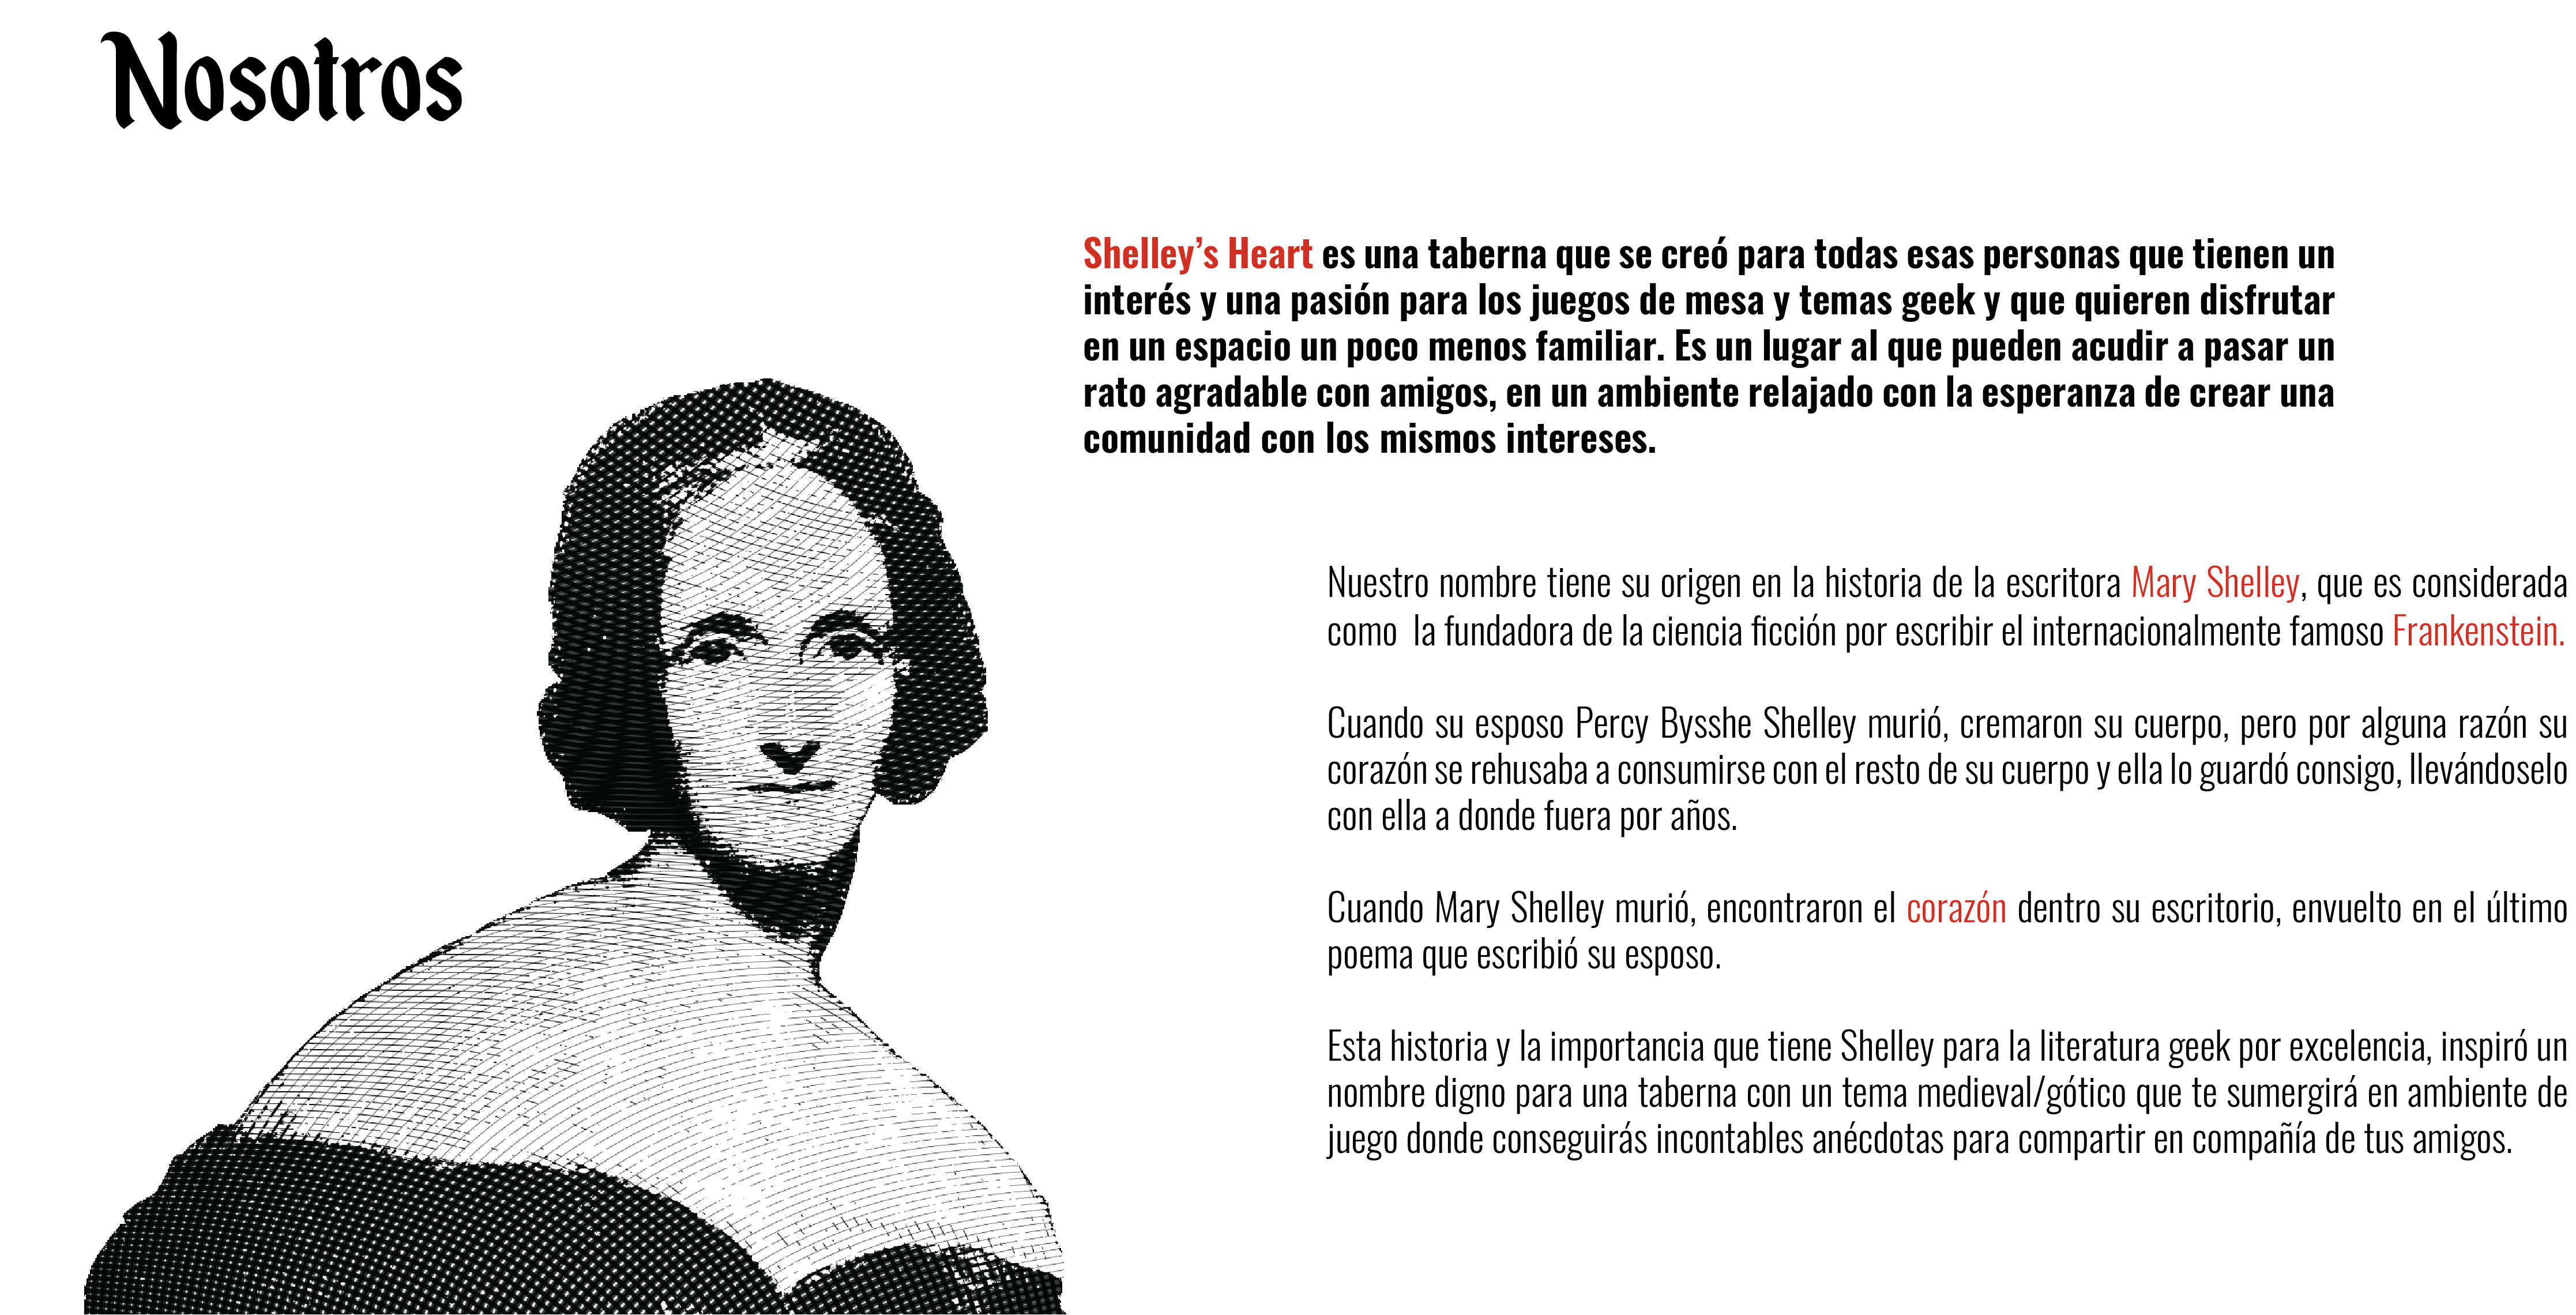 Nosotros
Shelley’s Heart es una taberna que se creó para todas esas personas que tienen un
interés y una pasión para los juegos de mesa y temas geek y que quieren disfrutar
en un espacio un poco menos familiar. Es un lugar al que pueden acudir a pasar un
rato agradable con amigos, en un ambiente relajado con la esperanza de crear una
comunidad con los mismos intereses.
Nuestro nombre tiene su origen en la historia de la escritora Mary Shelley, que es considerada
como  la fundadora de la ciencia ficción por escribir el internacionalmente famoso Frankenstein.
Cuando su esposo Percy Bysshe Shelley murió, cremaron su cuerpo, pero por alguna razón su
corazón se rehusaba a consumirse con el resto de su cuerpo y ella lo guardó consigo, llevándoselo
con ella a donde fuera por años.
Cuando Mary Shelley murió, encontraron el corazón dentro su escritorio, envuelto en el último
poema que escribió su esposo.
Esta historia y la importancia que tiene Shelley para la literatura geek por excelencia, inspiró un
nombre digno para una taberna con un tema medieval/gótico que te sumergirá en ambiente de
juego donde conseguirás incontables anécdotas para compartir en compañía de tus amigos.